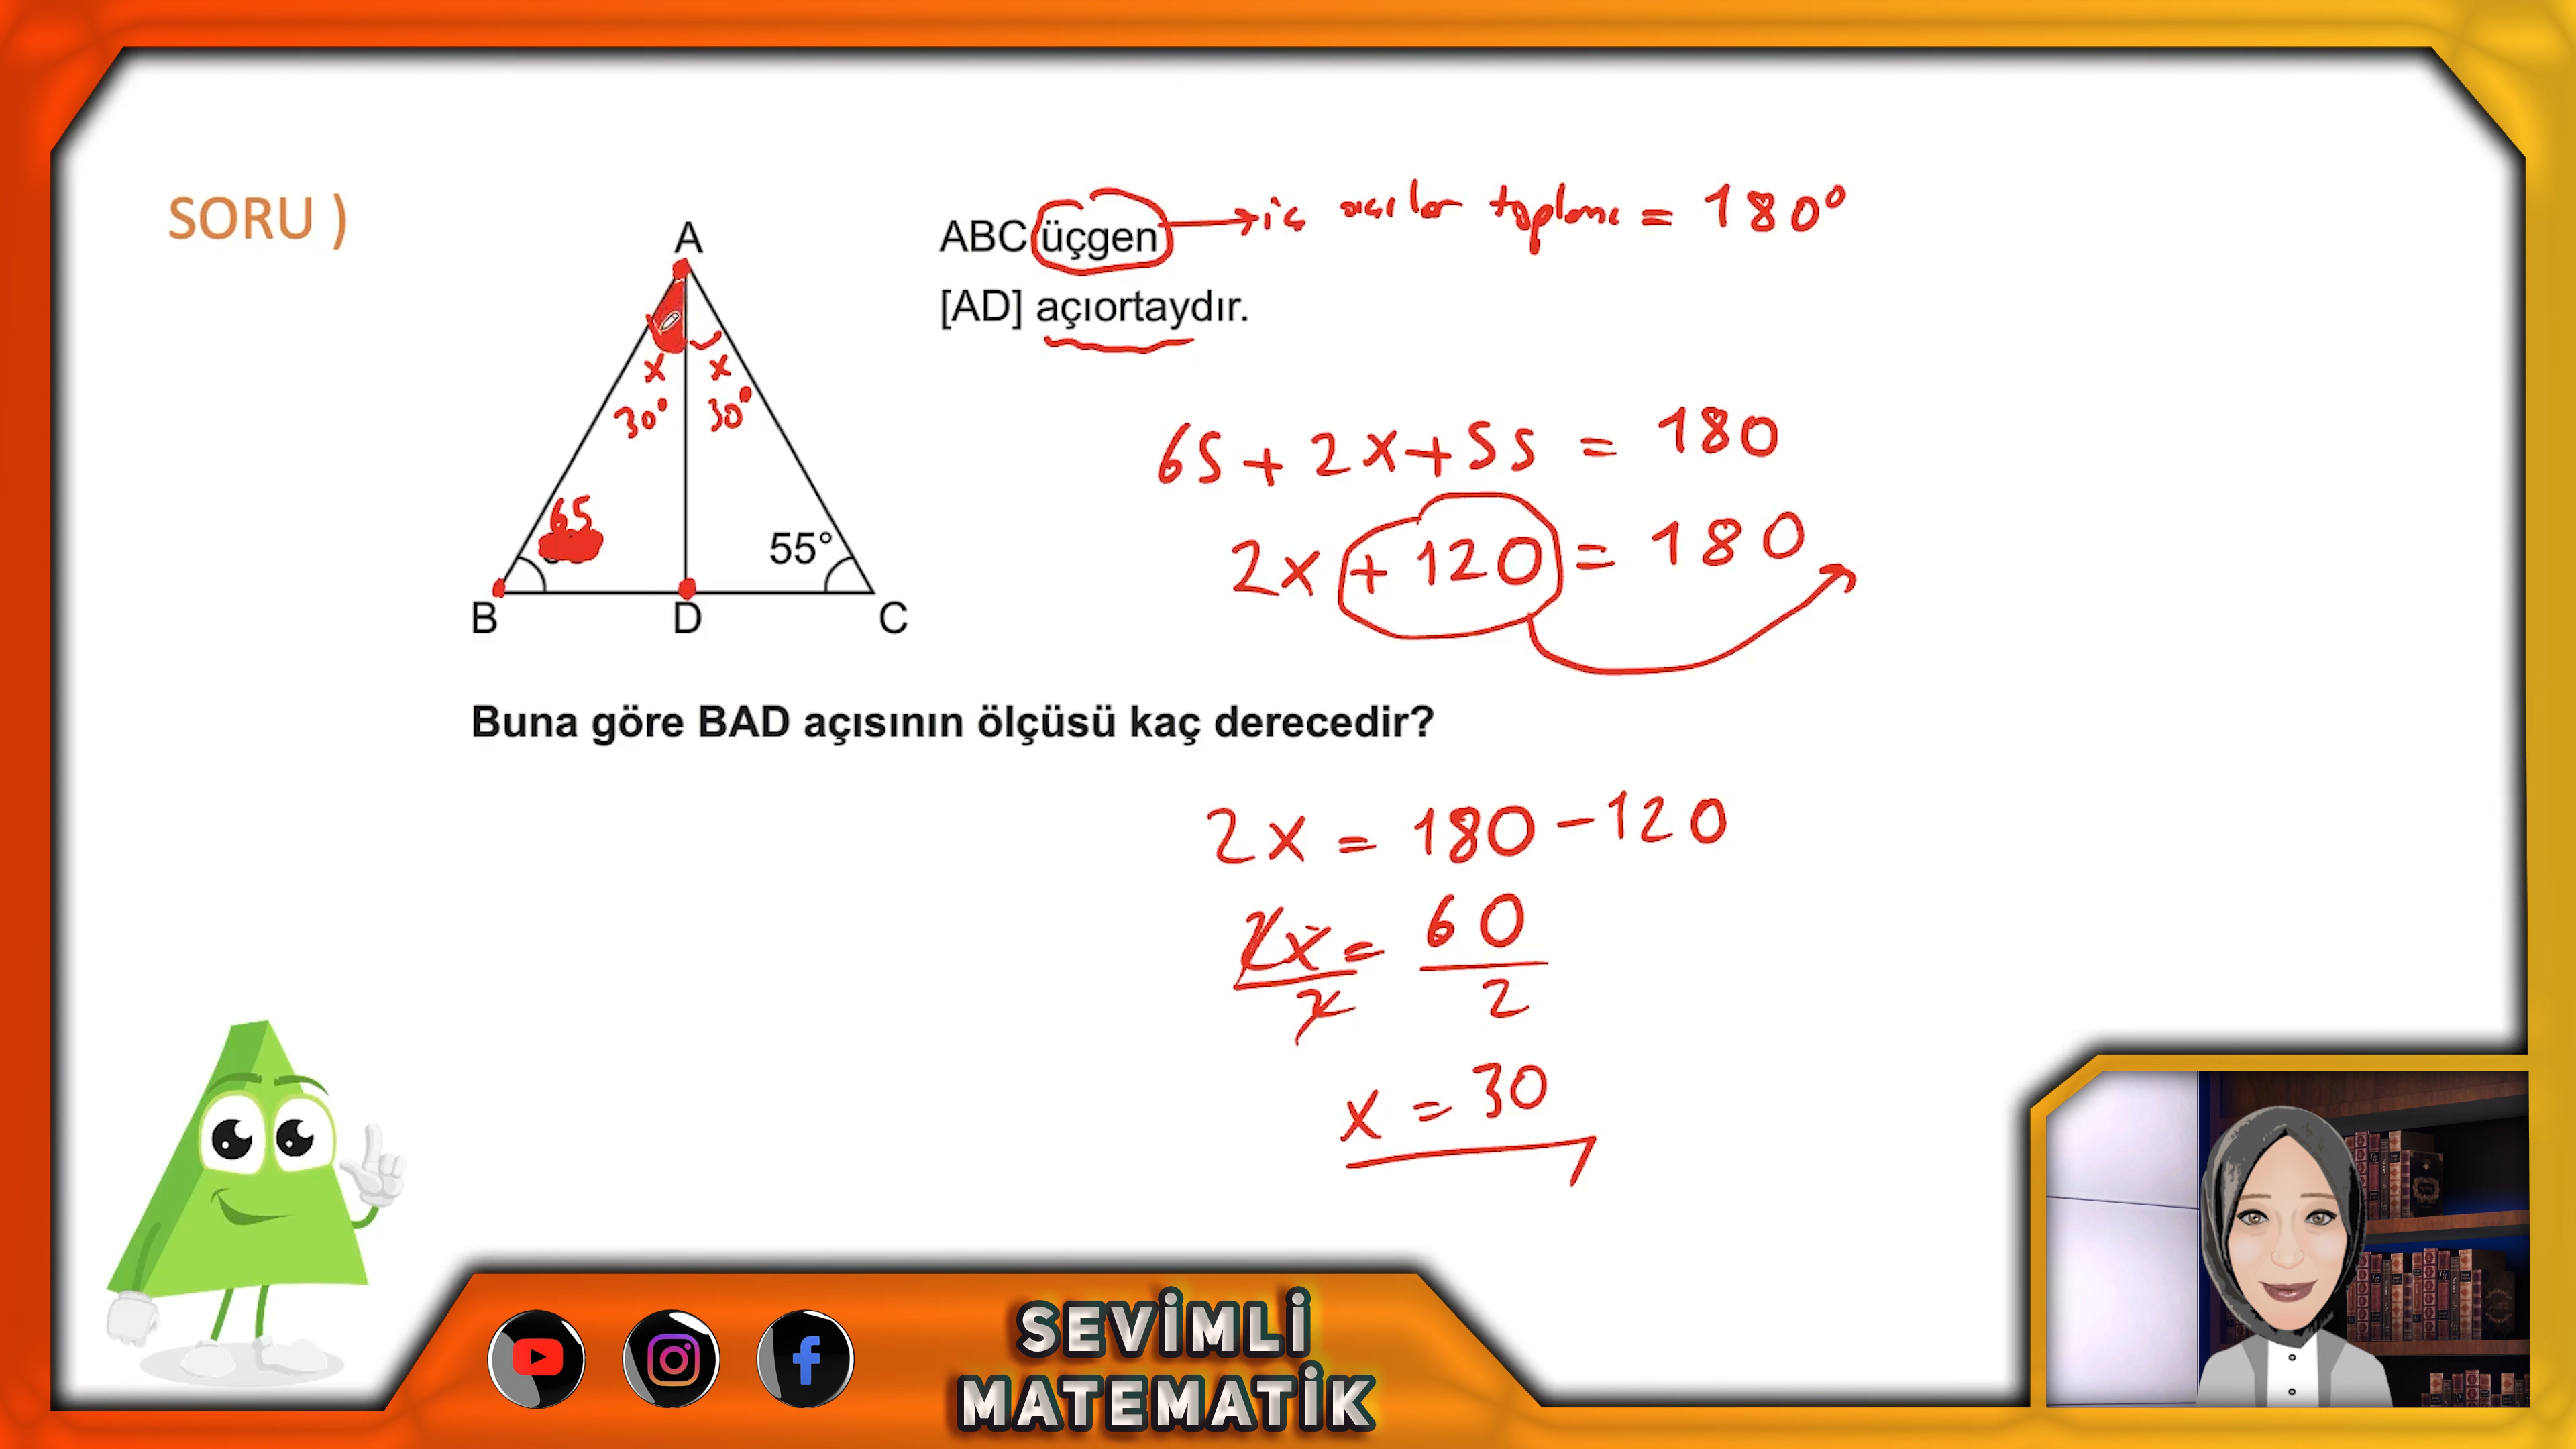 SORU )
A
x x
30° 30°
65
55°
B D C
ABC üçgen → iç açılar toplamı = 180°
[AD] açıortaydır.
65 + 2x + 55 = 180
2x + 120 = 180
Buna göre BAD açısının ölçüsü kaç derecedir?
2x = 180 - 120
2x = 60
2 2
x = 30
SEVİMLİ
MATEMATİK